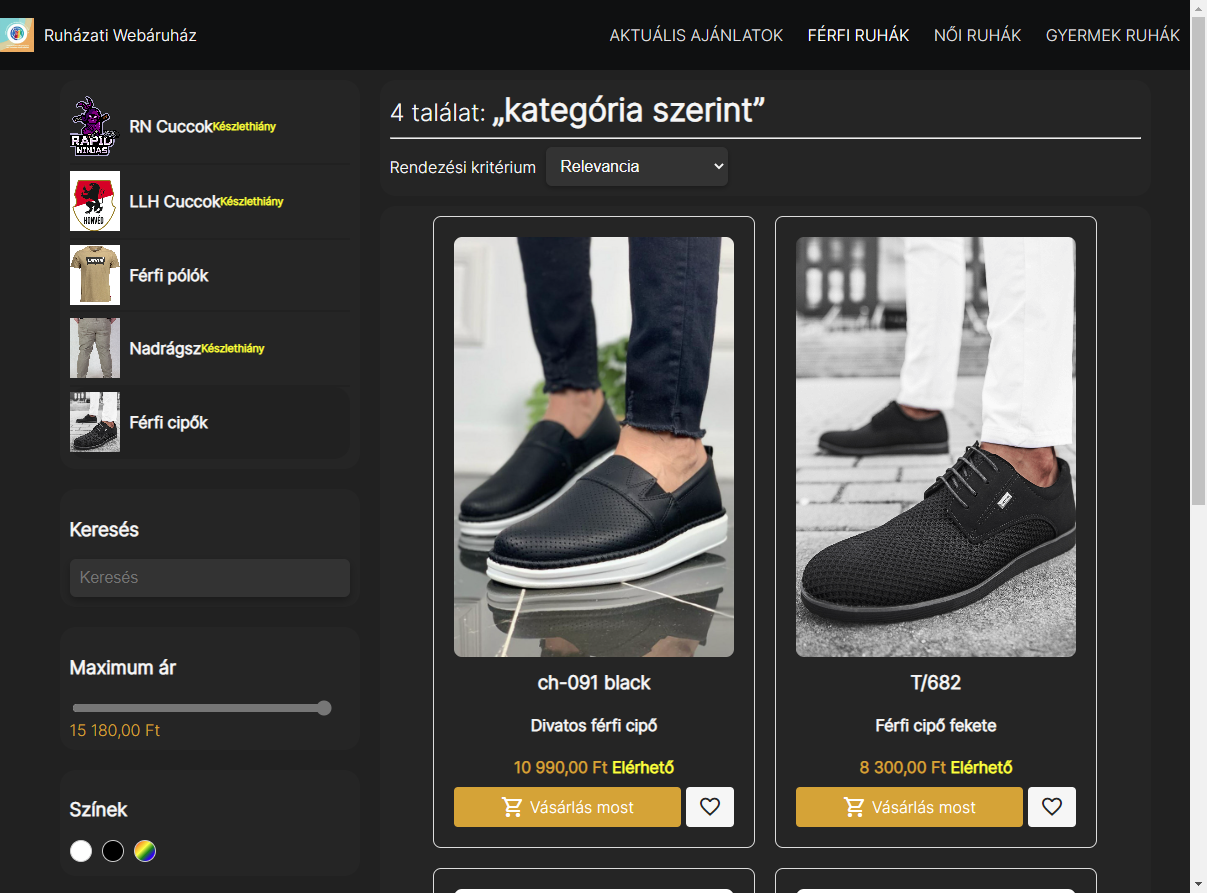 Ruházati Webáruház
AKTUÁLIS AJÁNLATOK
FÉRFI RUHÁK
NŐI RUHÁK
GYERMEK RUHÁK
RAPID
NINJAS
RN Cuccok Készlethiány
HONVÉD
LLH Cuccok Készlethiány
Férfi pólók
Nadrágsz Készlethiány
Férfi cipők
Keresés
Keresés
Maximum ár
15 180,00 Ft
Színek
4 találat: „kategória szerint”
Rendezési kritérium
Relevancia
ch-091 black
Divatos férfi cipő
10 990,00 Ft Elérhető
Vásárlás most
T/682
Férfi cipő fekete
8 300,00 Ft Elérhető
Vásárlás most